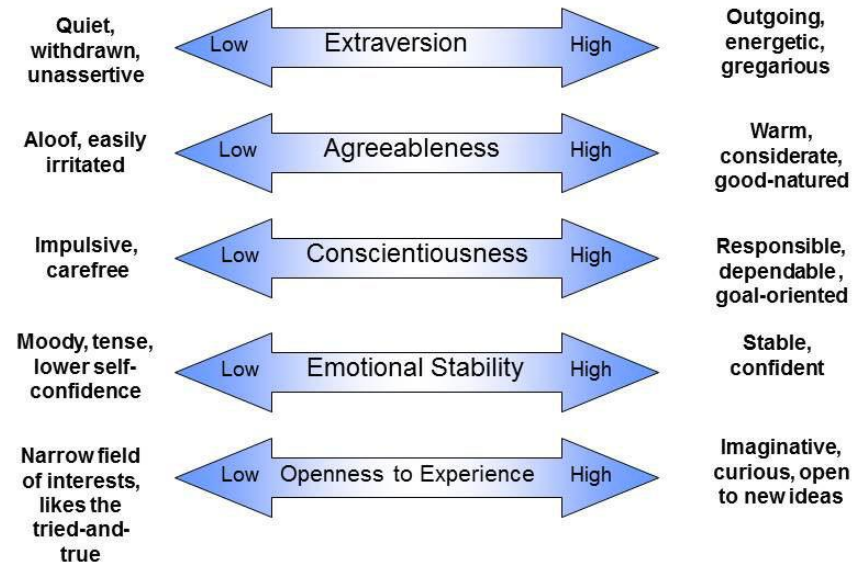 Quiet,
withdrawn,
unassertive
Low
Extraversion
High
Outgoing,
energetic,
gregarious
Aloof, easily
irritated
Low
Agreeableness
High
Warm,
considerate,
good-natured
Impulsive,
carefree
Low
Conscientiousness
High
Responsible,
dependable ,
goal-oriented
Moody, tense,
lower self-
confidence
Low
Emotional Stability
High
Stable,
confident
Narrow field
of interests,
likes the
tried-and-
true
Low
Openness to Experience
High
Imaginative,
curious, open
to new ideas